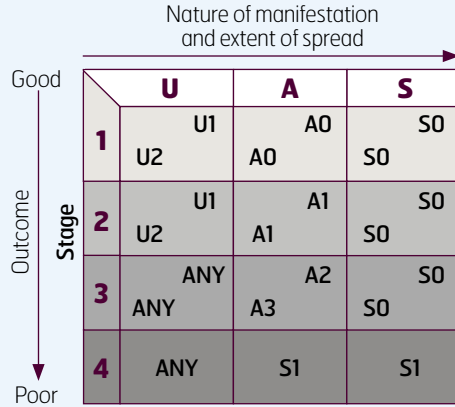 Nature of manifestation
and extent of spread
Good
U A S
1
U1 A0 S0
U2 A0 S0
2
U1 A1 S0
U2 A1 S0
3
ANY A2 S0
ANY A3 S0
4 ANY S1 S1
Stage
Outcome
Poor